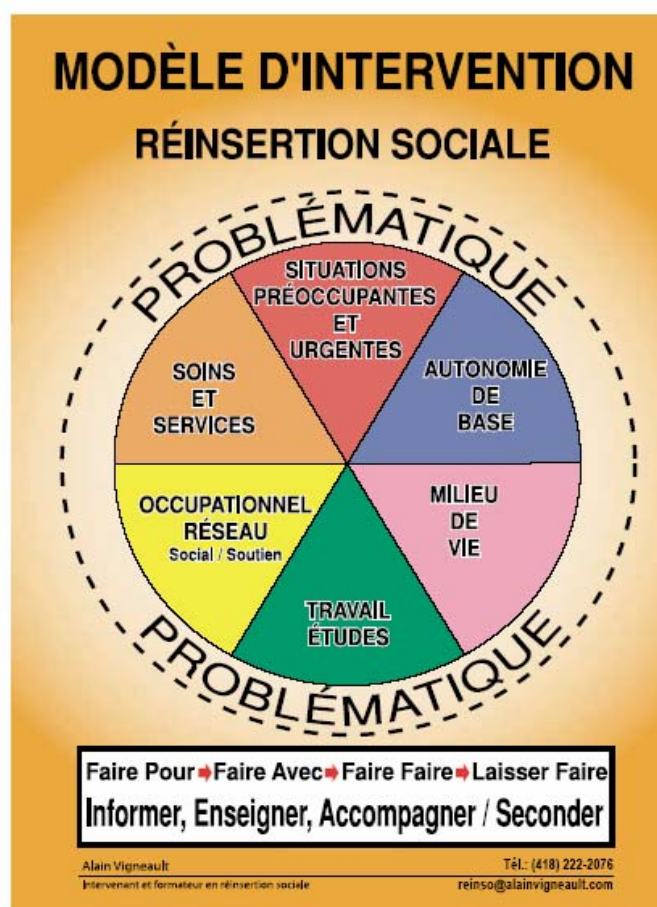 MODÈLE D'INTERVENTION
RÉINSERTION SOCIALE
PROBLÉMATIQUE
SITUATIONS
PRÉOCCUPANTES
ET
URGENTES
AUTONOMIE
DE
BASE
MILIEU
DE
VIE
TRAVAIL
ÉTUDES
OCCUPATIONNEL
RÉSEAU
Social / Soutien
SOINS
ET
SERVICES
PROBLÉMATIQUE
Faire Pour➡Faire Avec➡Faire Faire➡Laisser Faire
Informer, Enseigner, Accompagner / Seconder
Alain Vigneault
Tél.: (418) 222-2076
Intervenant et formateur en réinsertion sociale
reinso@alainvigneault.com